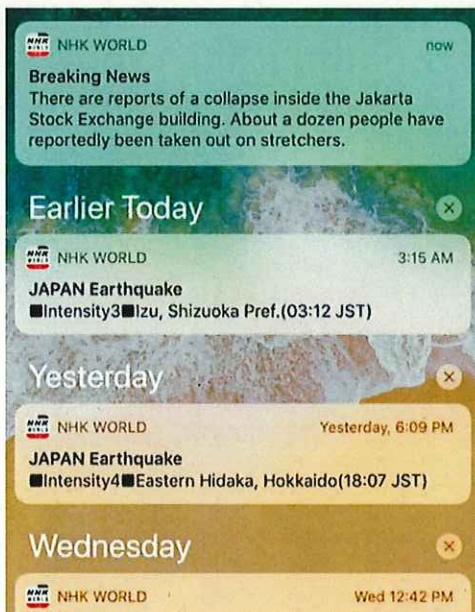 NHK WORLD now
Breaking News
There are reports of a collapse inside the Jakarta
Stock Exchange building. About a dozen people have
reportedly been taken out on stretchers.
Earlier Today
NHK WORLD 3:15 AM
JAPAN Earthquake
■Intensity3■Izu, Shizuoka Pref.(03:12 JST)
Yesterday
NHK WORLD Yesterday, 6:09 PM
JAPAN Earthquake
■Intensity4■Eastern Hidaka, Hokkaido(18:07 JST)
Wednesday
NHK WORLD Wed 12:42 PM